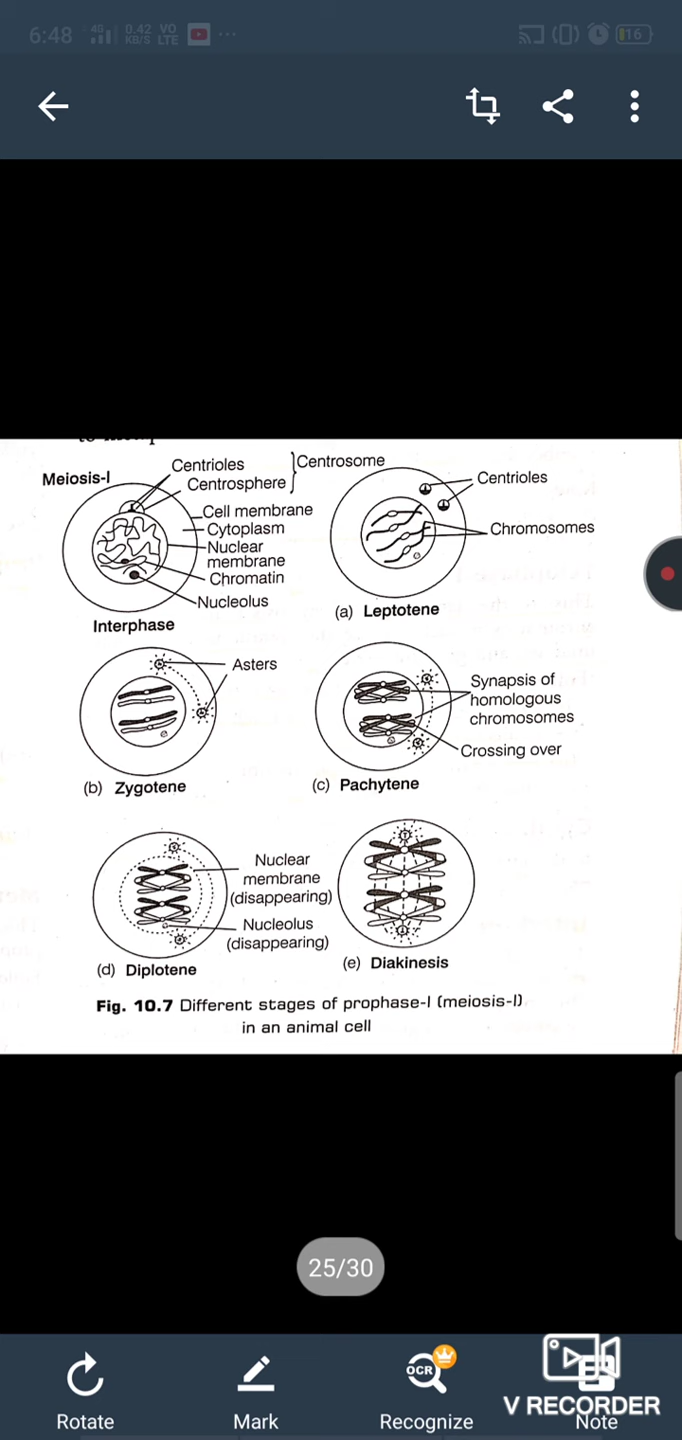 6:48 4G 0.42 KB/S VO LTE ... 16
Meiosis-I
Centrioles
Centrosphere
Centrosome
Cell membrane
Cytoplasm
Nuclear
membrane
Chromatin
Nucleolus
Interphase
Centrioles
Chromosomes
(a) Leptotene
Asters
(b) Zygotene
Synapsis of
homologous
chromosomes
Crossing over
(c) Pachytene
Nuclear
membrane
(disappearing)
Nucleolus
(disappearing)
(d) Diplotene
(e) Diakinesis
Fig. 10.7 Different stages of prophase-I (meiosis-I)
in an animal cell
25/30
OCR
V RECORDER
Rotate
Mark
Recognize
Note